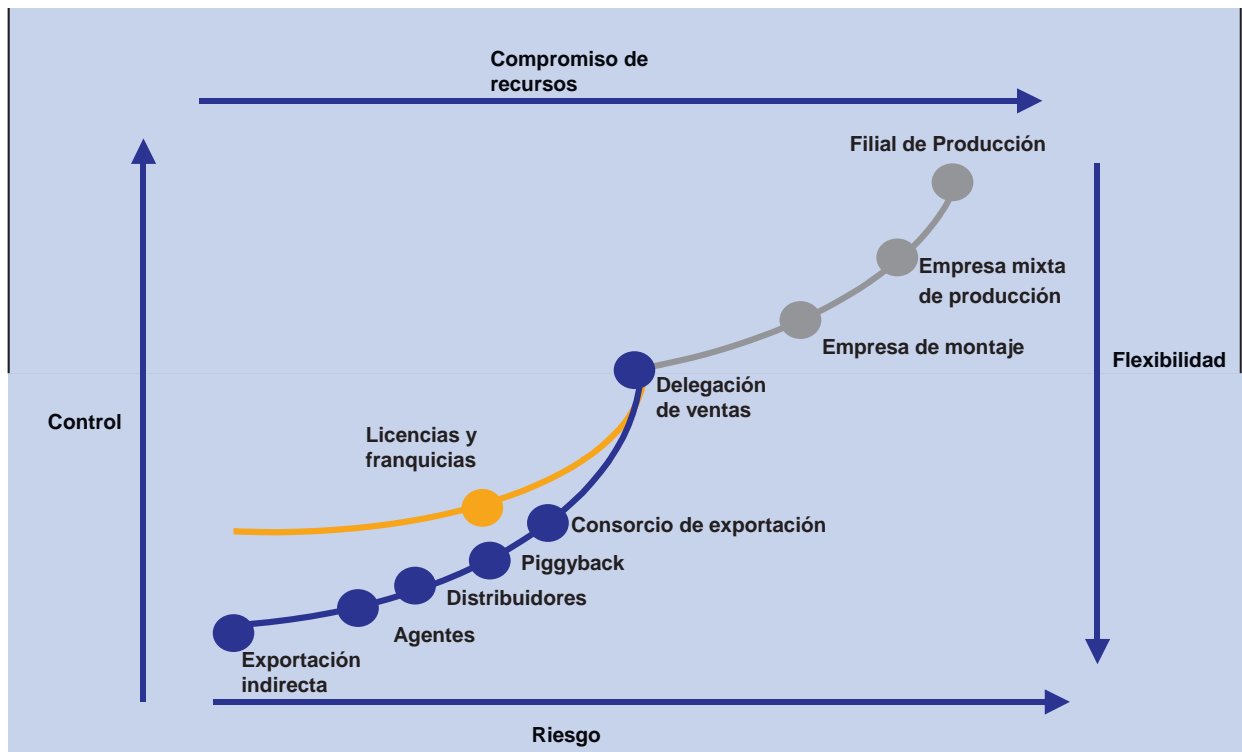 Compromiso de
recursos
Filial de Producción
Empresa mixta
de producción
Empresa de montaje
Flexibilidad
Delegación
de ventas
Control
Licencias y
franquicias
Consorcio de exportación
Piggyback
Distribuidores
Agentes
Exportación
indirecta
Riesgo